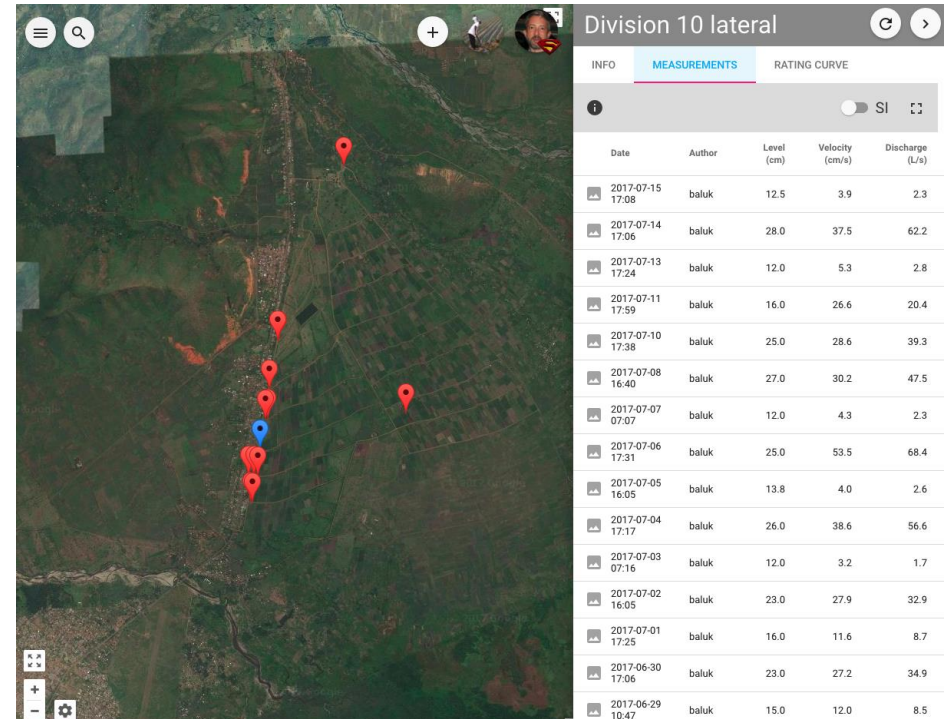 Division 10 lateral
INFO MEASUREMENTS RATING CURVE
SI
Date Author Level (cm) Velocity (cm/s) Discharge (L/s)
2017-07-15 17:08 baluk 12.5 3.9 2.3
2017-07-14 17:06 baluk 28.0 37.5 62.2
2017-07-13 17:24 baluk 12.0 5.3 2.8
2017-07-11 17:59 baluk 16.0 26.6 20.4
2017-07-10 17:38 baluk 25.0 28.6 39.3
2017-07-08 16:40 baluk 27.0 30.2 47.5
2017-07-07 07:07 baluk 12.0 4.3 2.3
2017-07-06 17:31 baluk 25.0 53.5 68.4
2017-07-05 16:05 baluk 13.8 4.0 2.6
2017-07-04 17:17 baluk 26.0 38.6 56.6
2017-07-03 07:16 baluk 12.0 3.2 1.7
2017-07-02 16:05 baluk 23.0 27.9 32.9
2017-07-01 17:25 baluk 16.0 11.6 8.7
2017-06-30 17:06 baluk 23.0 27.2 34.9
2017-06-29 10:47 baluk 15.0 12.0 8.5